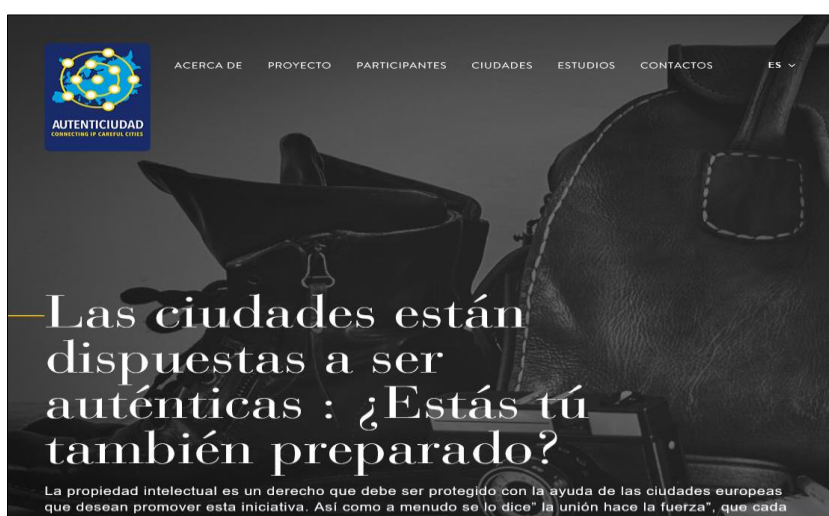 ACERCA DE PROYECTO PARTICIPANTES CIUDADES ESTUDIOS CONTACTOS ES
AUTENTICIUDAD
CONNECTING IP CAREFUL CITIES
Las ciudades están
dispuestas a ser
auténticas : ¿Estás tú
también preparado?
La propiedad intelectual es un derecho que debe ser protegido con la ayuda de las ciudades europeas
que desean promover esta iniciativa. Así como a menudo se lo dice" la unión hace la fuerza", que cada